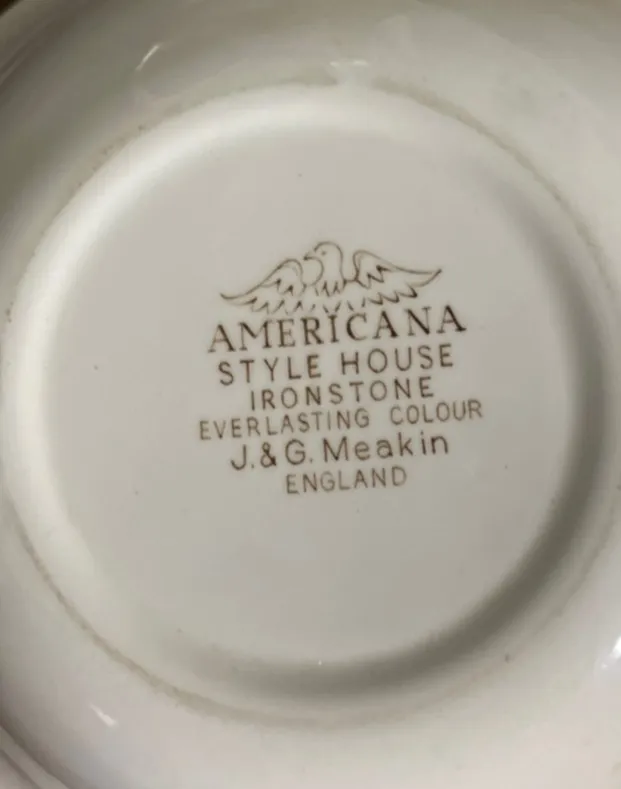 AMERICANA
STYLE HOUSE
IRONSTONE
EVERLASTING COLOUR
J.& G. Meakin
ENGLAND